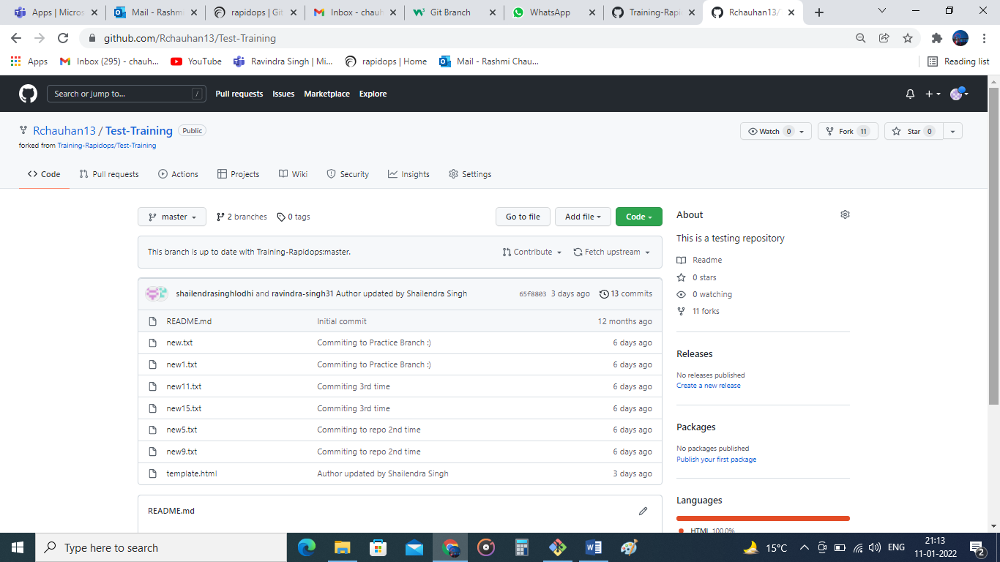 Apps | Micros
Mail - Rashm
rapidops | Git
Inbox - chauh
Git Branch
WhatsApp
Training-Rapi
Rchauhan13/T
github.com/Rchauhan13/Test-Training
Apps
Inbox (295) - chauh...
YouTube
Ravindra Singh | Mi...
rapidops | Home
Mail - Rashmi Chau...
Reading list
Search or jump to...
/
Pull requests
Issues
Marketplace
Explore
Rchauhan13 / Test-Training
Public
forked from Training-Rapidops/Test-Training
Watch 0
Fork 11
Star 0
Code
Pull requests
Actions
Projects
Wiki
Security
Insights
Settings
master
2 branches
0 tags
Go to file
Add file
Code
This branch is up to date with Training-Rapidops:master.
Contribute
Fetch upstream
shailendrasinghlodhi and ravindra-singh31 Author updated by Shailendra Singh
65f8803 3 days ago
13 commits
README.md Initial commit 12 months ago
new.txt Commiting to Practice Branch :) 6 days ago
new1.txt Commiting to Practice Branch :) 6 days ago
new11.txt Commiting 3rd time 6 days ago
new15.txt Commiting 3rd time 6 days ago
new5.txt Commiting to repo 2nd time 6 days ago
new9.txt Commiting to repo 2nd time 6 days ago
template.html Author updated by Shailendra Singh 3 days ago
README.md
About
This is a testing repository
Readme
0 stars
0 watching
11 forks
Releases
No releases published
Create a new release
Packages
No packages published
Publish your first package
Languages
HTML 100.0%
Type here to search
15°C
ENG
21:13
11-01-2022
2